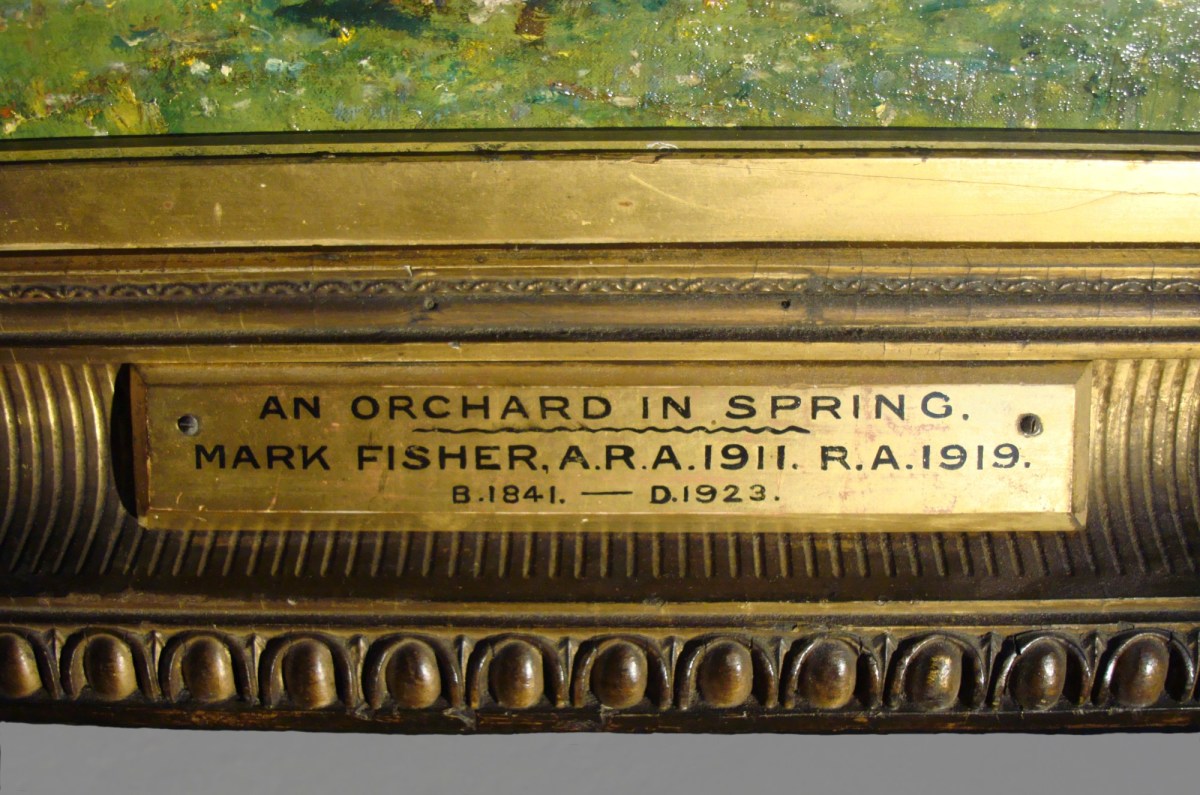 AN ORCHARD IN SPRING.
MARK FISHER, A.R.A. 1911. R.A. 1919.
B. 1841. — D. 1923.